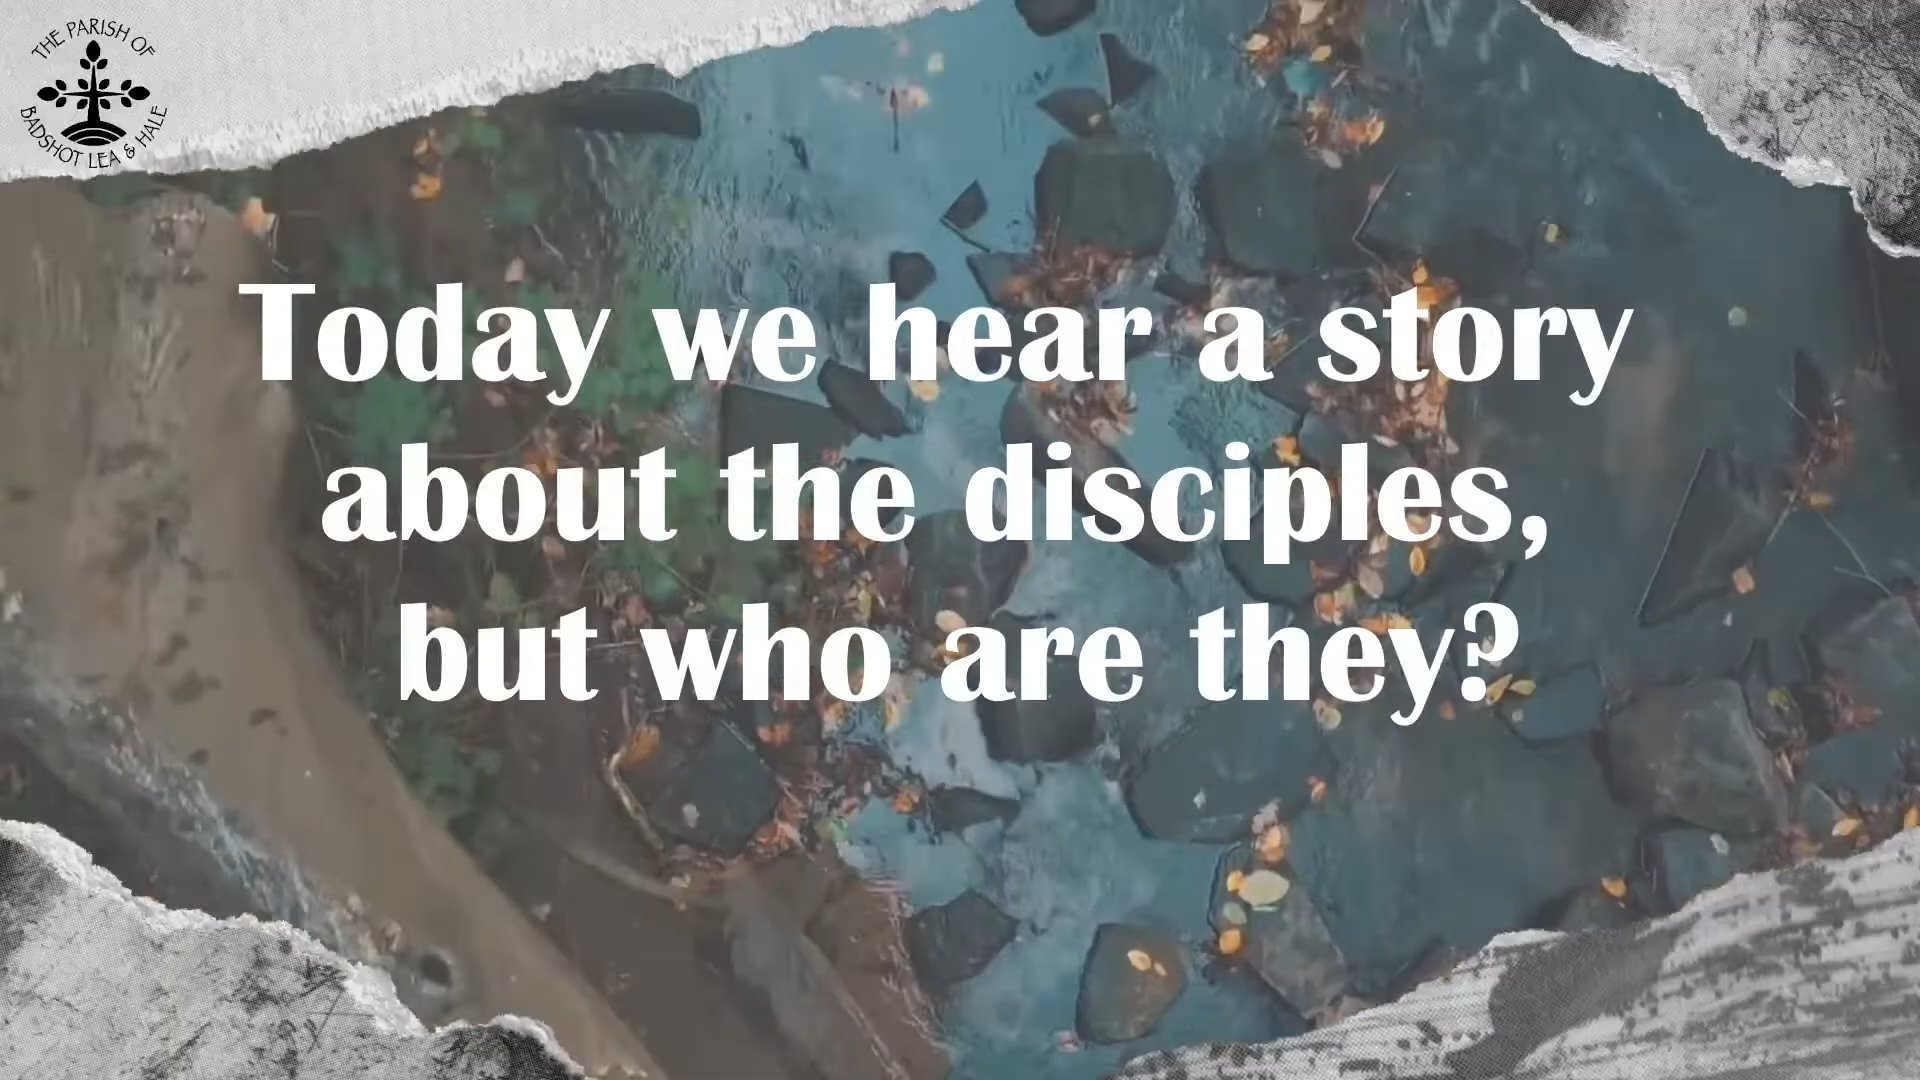 THE PARISH OF
BADSHOT LEA & HALE
Today we hear a story
about the disciples,
but who are they?